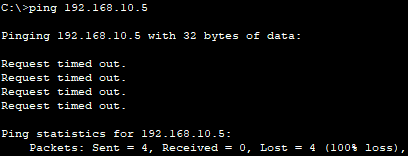 C:\>ping 192.168.10.5
Pinging 192.168.10.5 with 32 bytes of data:
Request timed out.
Request timed out.
Request timed out.
Request timed out.
Ping statistics for 192.168.10.5:
Packets: Sent = 4, Received = 0, Lost = 4 (100% loss),